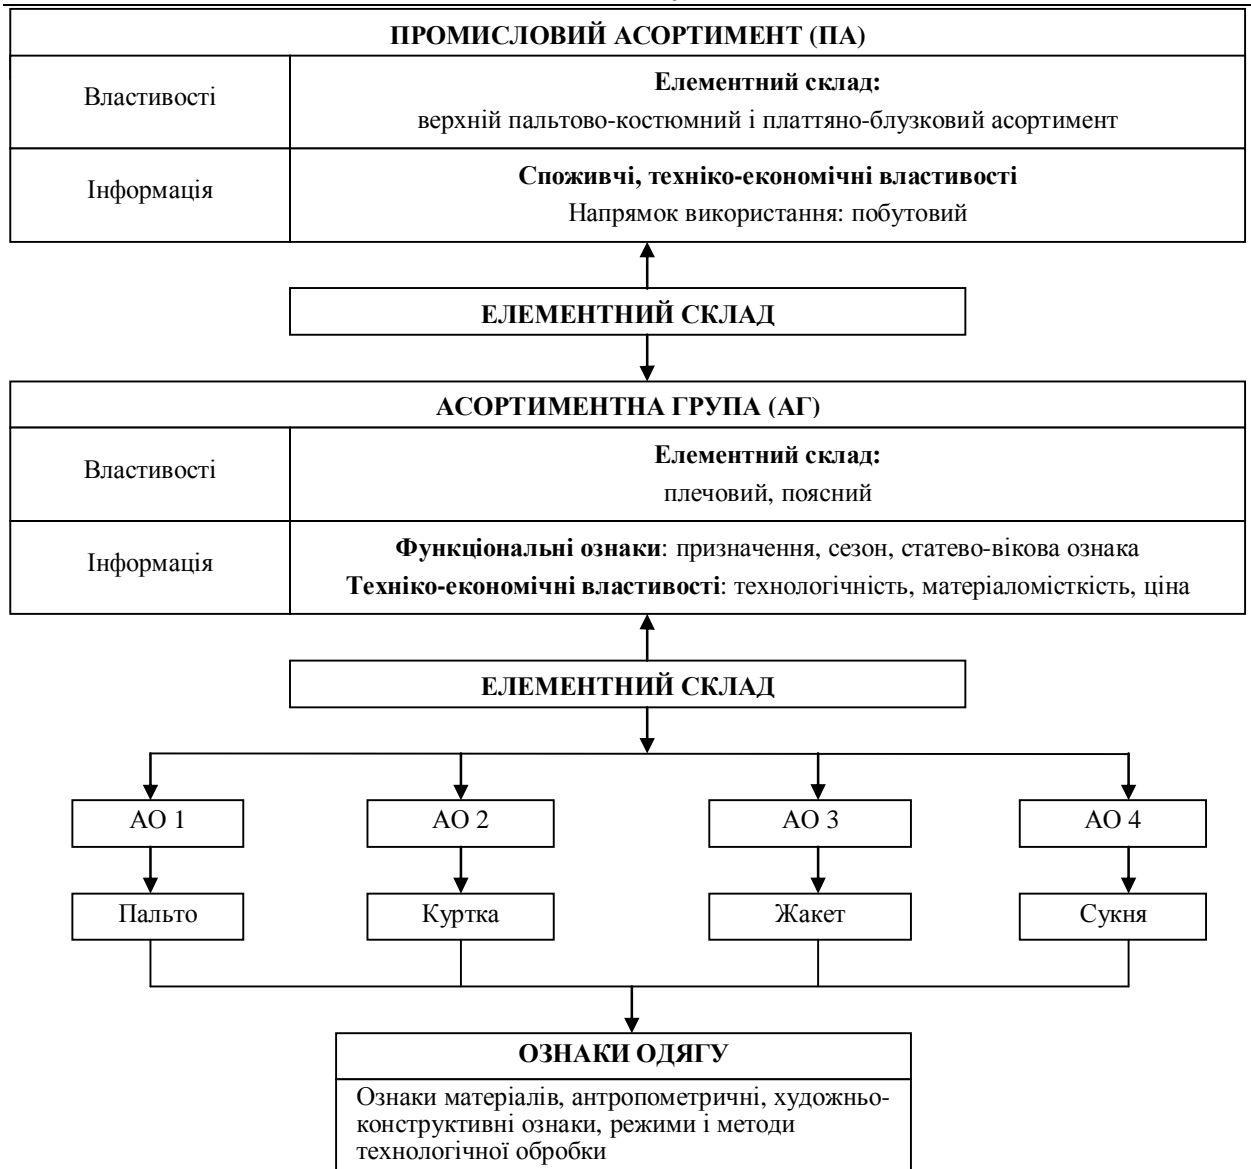 ПРОМИСЛОВИЙ АСОРТИМЕНТ (ПА)
Властивості
Елементний склад:
верхній пальтово-костюмний і платтяно-блузковий асортимент
Інформація
Споживчі, техніко-економічні властивості
Напрямок використання: побутовий
ЕЛЕМЕНТНИЙ СКЛАД
АСОРТИМЕНТНА ГРУПА (АГ)
Властивості
Елементний склад:
плечовий, поясний
Інформація
Функціональні ознаки: призначення, сезон, статево-вікова ознака
Техніко-економічні властивості: технологічність, матеріаломісткість, ціна
ЕЛЕМЕНТНИЙ СКЛАД
АО 1
АО 2
АО 3
АО 4
Пальто
Куртка
Жакет
Сукня
ОЗНАКИ ОДЯГУ
Ознаки матеріалів, антропометричні, художньо-
конструктивні ознаки, режими і методи
технологічної обробки